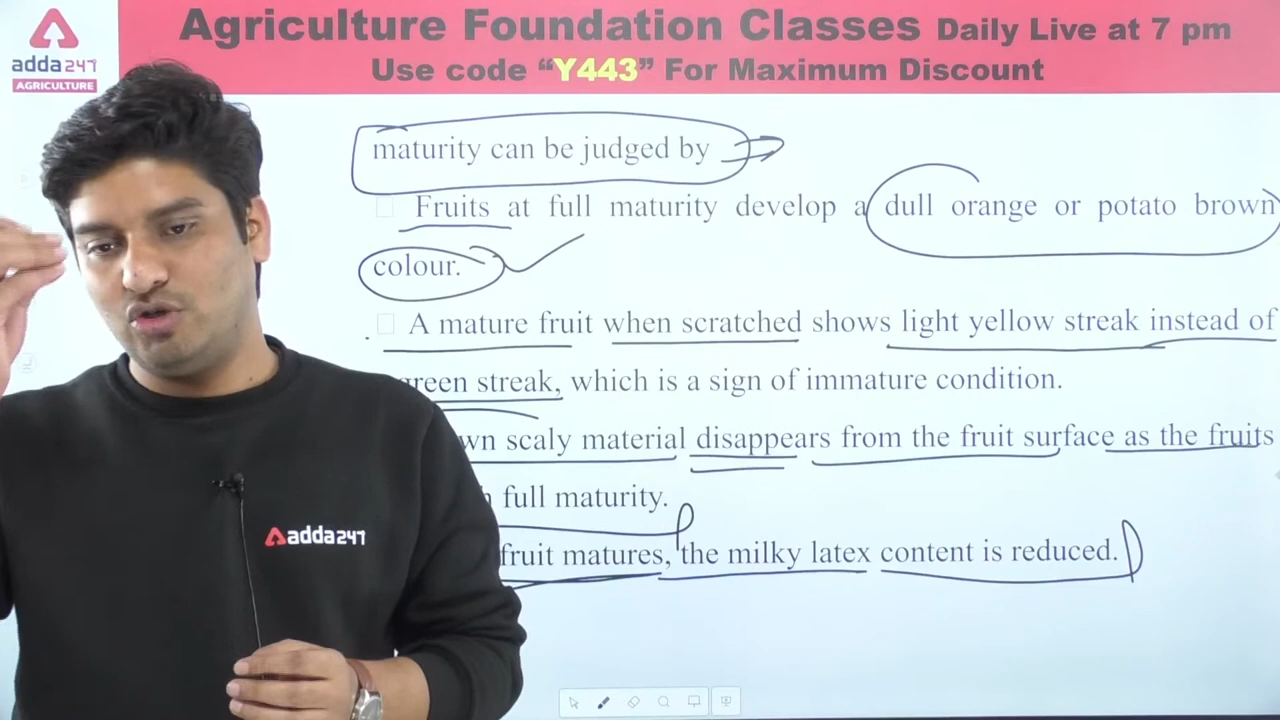 Agriculture Foundation Classes Daily Live at 7 pm
adda247
AGRICULTURE
Use code “Y443” For Maximum Discount
maturity can be judged by
Fruits at full maturity develop a dull orange or potato brown
colour.
A mature fruit when scratched shows light yellow streak instead of
green streak, which is a sign of immature condition.
scaly material disappears from the fruit surface as the fruits
full maturity.
fruit matures, the milky latex content is reduced.
adda247